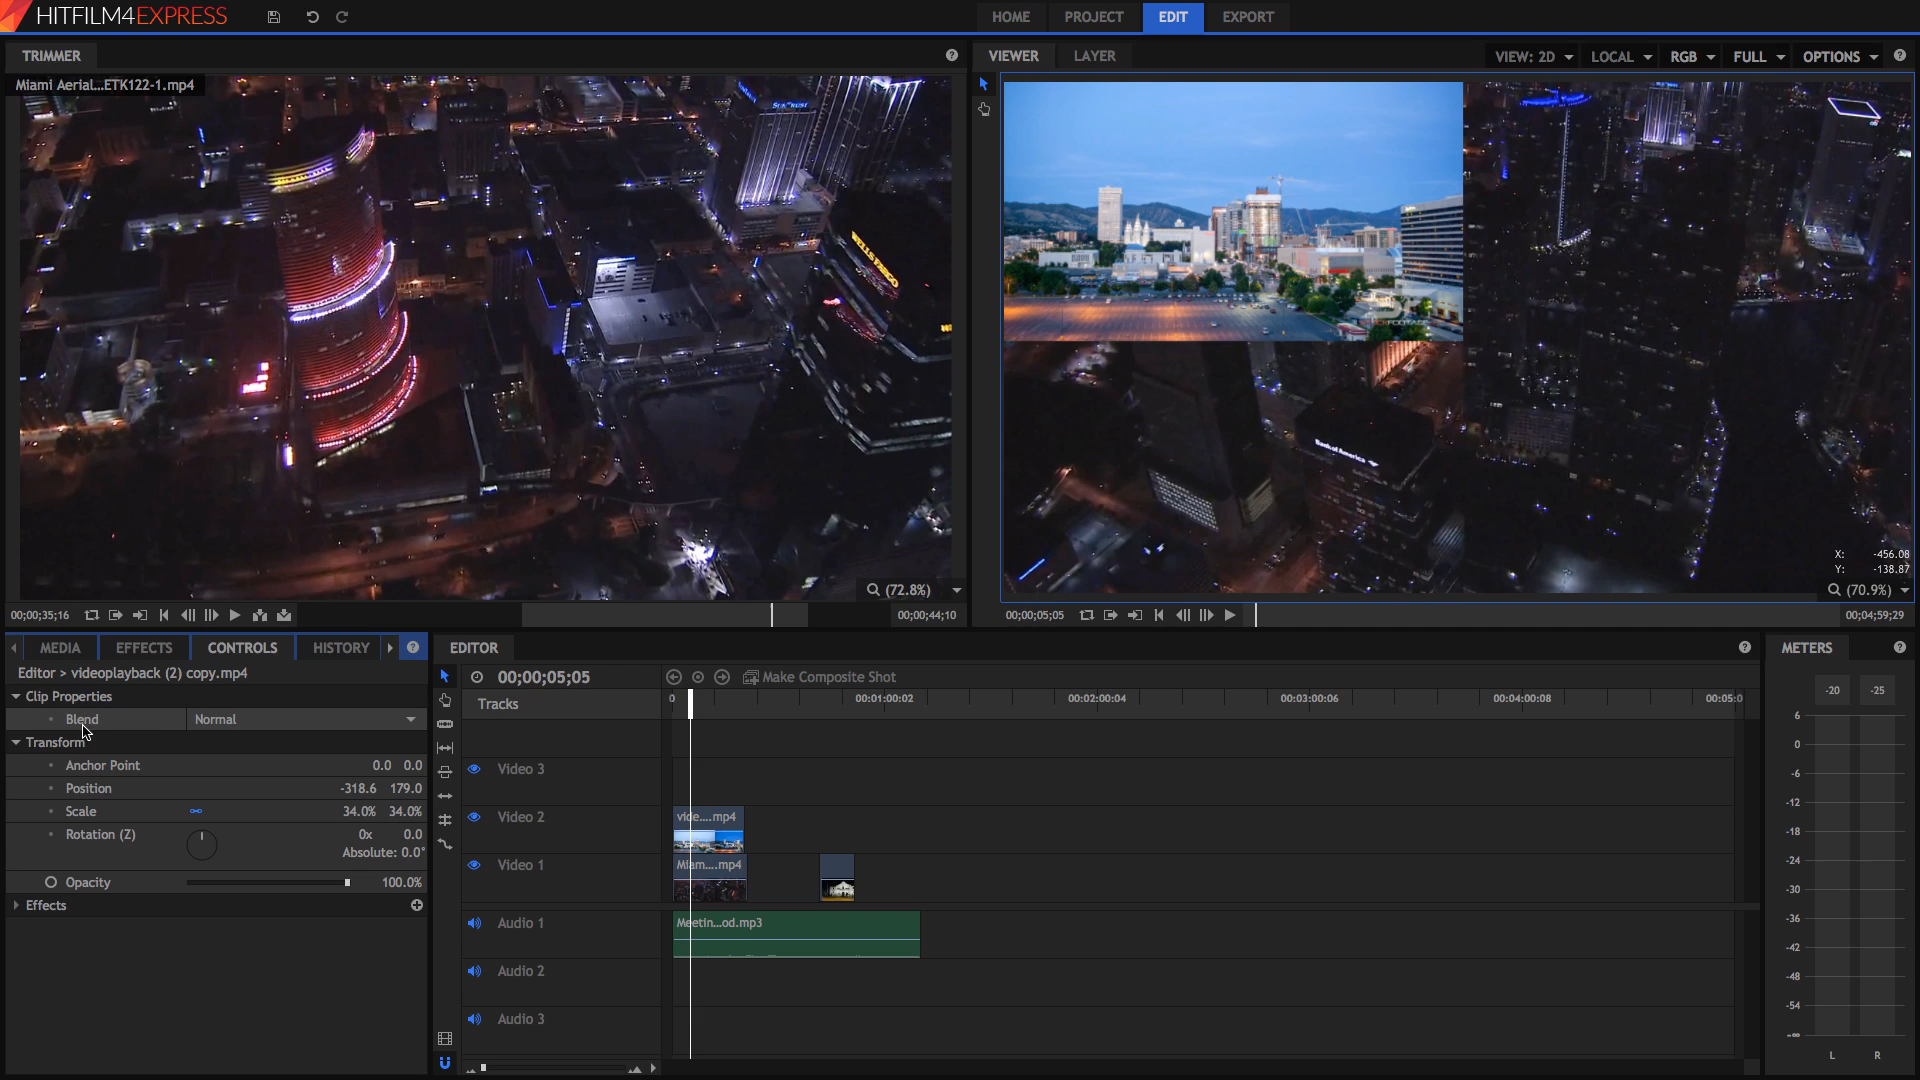 HITFILM4EXPRESS
HOME PROJECT EDIT EXPORT
TRIMMER
Miami Aerial...ETK122-1.mp4
SUNTRUST
WELLS FARGO
(72.8%)
00;00;35;16
00;00;44;10
VIEWER LAYER
VIEW: 2D LOCAL RGB FULL OPTIONS
Bank of America
X: -456.08
Y: -138.87
(70.9%)
00;00;05;05
00;04;59;29
MEDIA EFFECTS CONTROLS HISTORY
Editor > videoplayback (2) copy.mp4
Clip Properties
Blend Normal
Transform
Anchor Point 0.0 0.0
Position -318.6 179.0
Scale 34.0% 34.0%
Rotation (Z) 0x 0.0
Absolute: 0.0°
Opacity 100.0%
Effects
EDITOR
00;00;05;05
Make Composite Shot
Tracks
0 00:01:00:02 00:02:00:04 00:03:00:06 00:04:00:08 00:05:0
Video 3
Video 2
vide....mp4
Video 1
Miam....mp4
Audio 1
Meetin...od.mp3
Audio 2
Audio 3
METERS
-20 -25
6
0
-6
-12
-18
-24
-30
-36
-42
-48
-54
-∞
L R